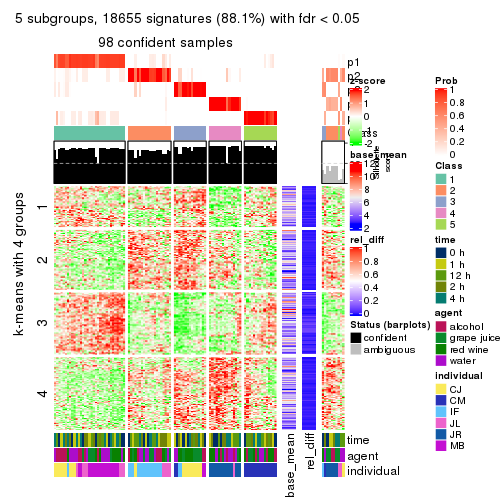 5 subgroups, 18655 signatures (88.1%) with fdr < 0.05
98 confident samples
p1
p2
z-score
2
1
0
-1
-2
base_mean
12
10
8
6
4
2
rel_diff
1
0.8
0.6
0.4
0.2
0
Status (barplots)
confident
ambiguous
Prob
1
0.8
0.6
0.4
0.2
0
Class
1
2
3
4
5
time
0 h
1 h
12 h
2 h
4 h
agent
alcohol
grape juice
red wine
water
individual
CJ
CM
IF
JL
JR
MB
k-means with 4 groups
1
2
3
4
time
agent
individual
base_mean
rel_diff